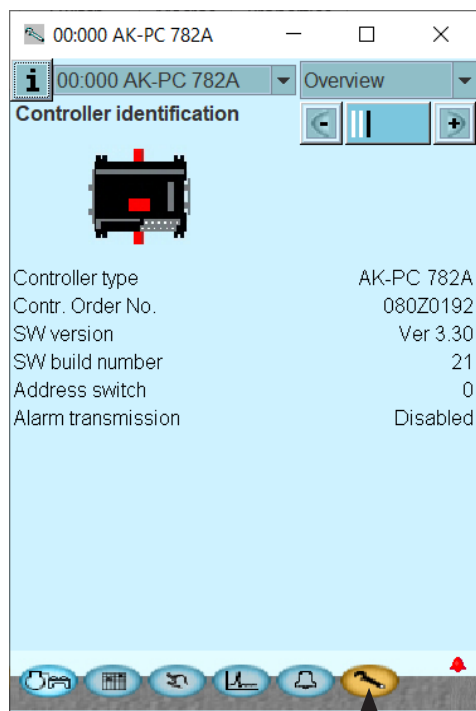 00:000 AK-PC 782A
i 00:000 AK-PC 782A Overview
Controller identification
Controller type AK-PC 782A
Contr. Order No. 080Z0192
SW version Ver 3.30
SW build number 21
Address switch 0
Alarm transmission Disabled